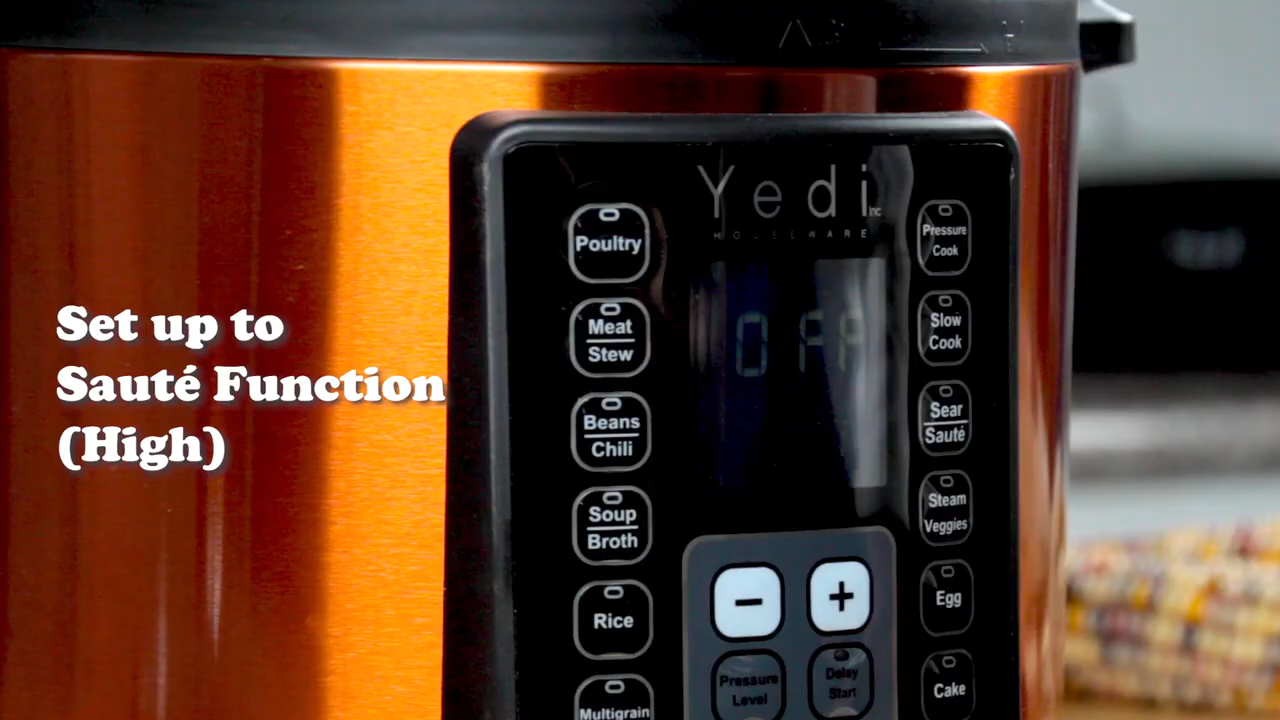 Set up to
Sauté Function
(High)
Yedi
Inc
HOUSEWARE
OFF
Poultry
Meat
Stew
Beans
Chili
Soup
Broth
Rice
Multigrain
Pressure
Cook
Slow
Cook
Sear
Sauté
Steam
Veggies
Egg
Cake
-
+
Pressure
Level
Delay
Start